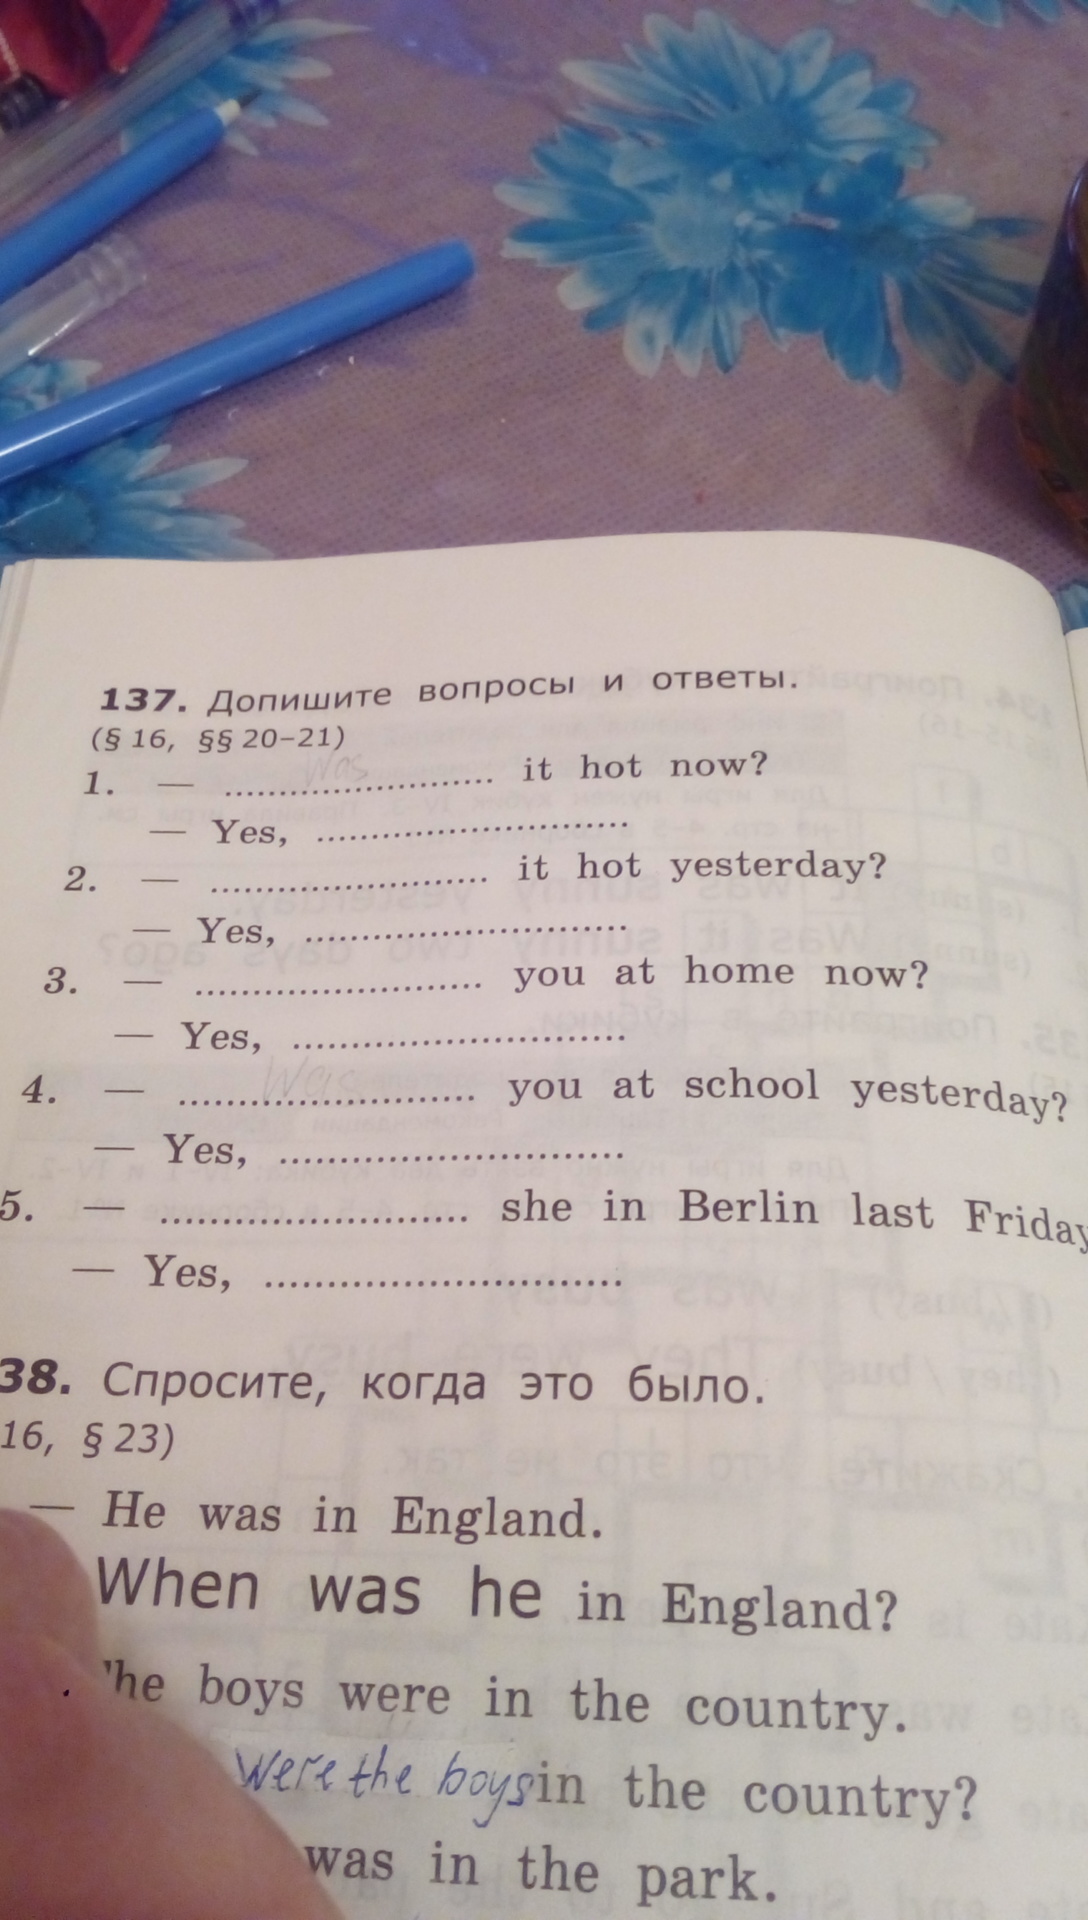 137. Допишите вопросы и ответы.
(§ 16, §§ 20–21)
1. — Was it hot now?
— Yes, ..............................
2. — .......................... it hot yesterday?
— Yes, ..............................
3. — .......................... you at home now?
— Yes, ..............................
4. — Was you at school yesterday?
— Yes, ..............................
5. — .......................... she in Berlin last Friday
— Yes, ..............................
38. Спросите, когда это было.
16, § 23)
— He was in England.
When was he in England?
The boys were in the country.
Were the boys in the country?
was in the park.